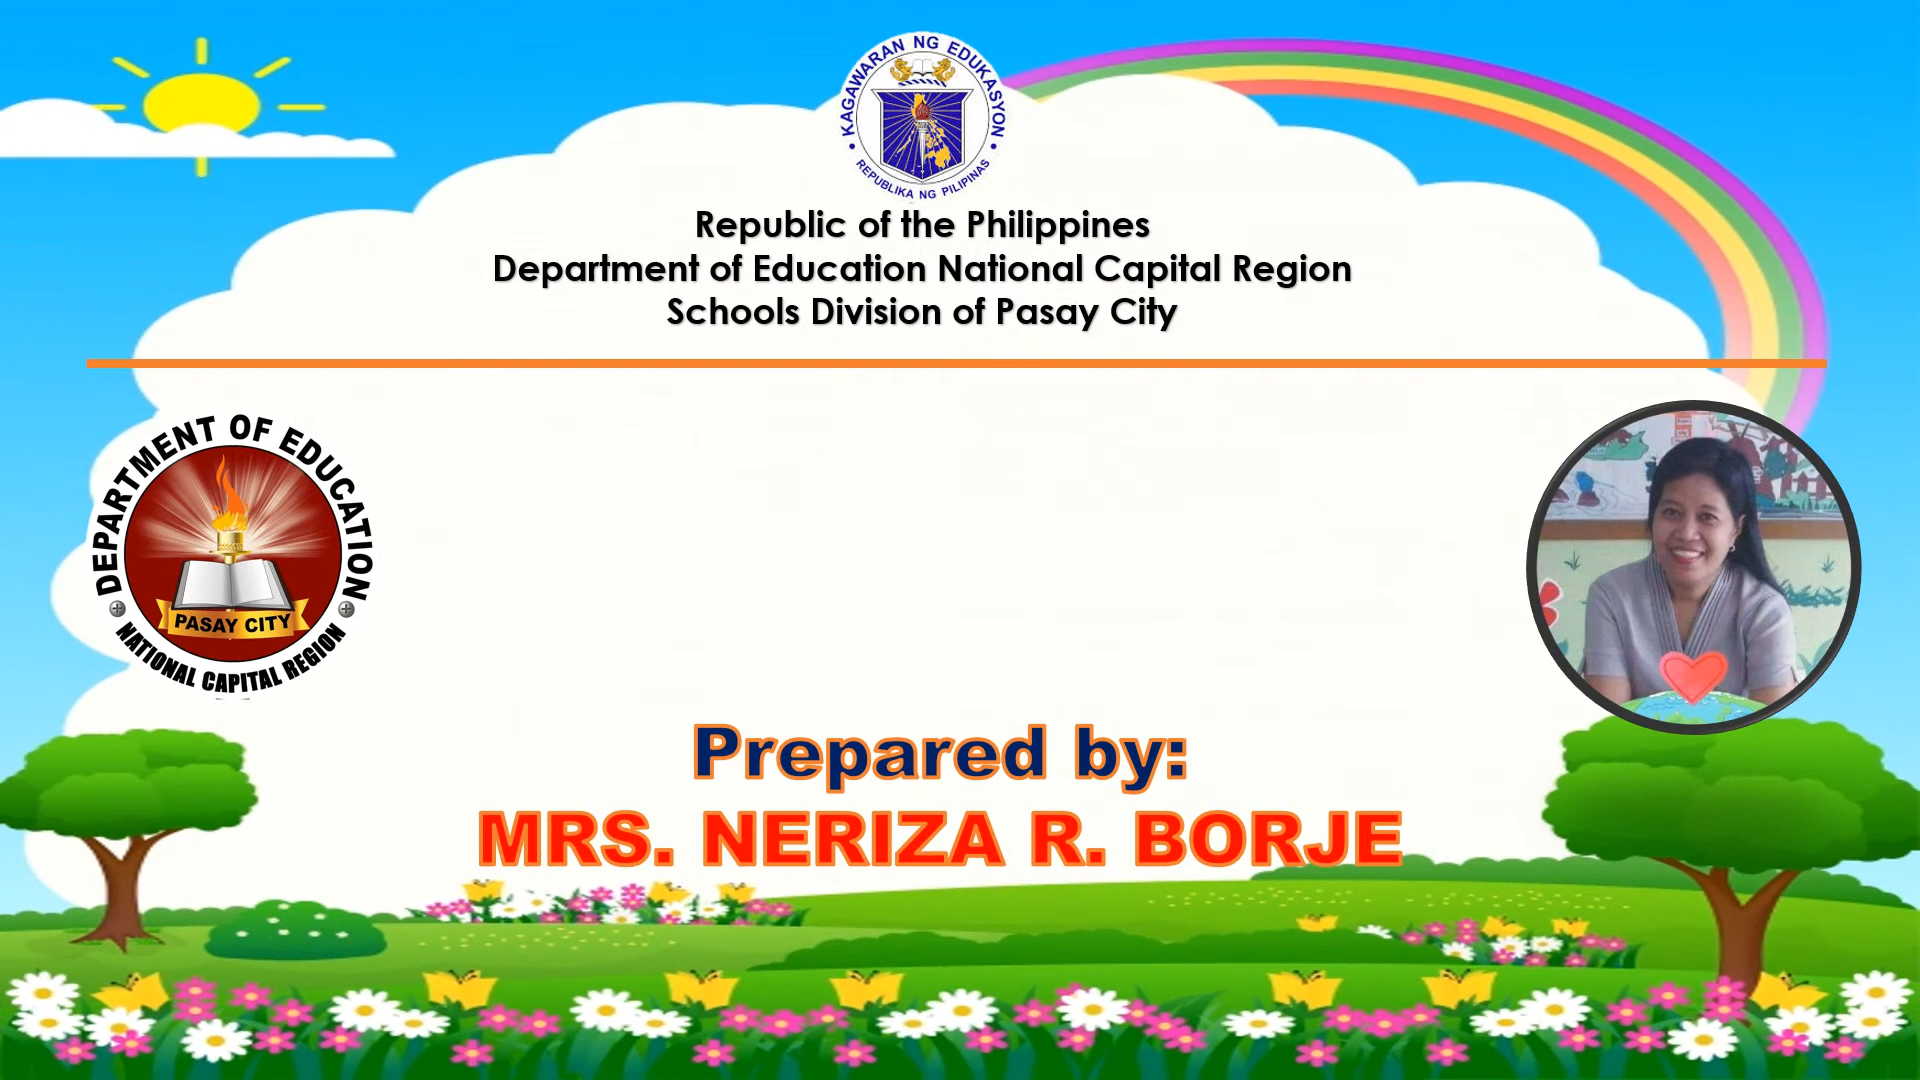 KAGAWARAN NG EDUKASYON
REPUBLIKA NG PILIPINAS
Republic of the Philippines
Department of Education National Capital Region
Schools Division of Pasay City
DEPARTMENT OF EDUCATION
PASAY CITY
NATIONAL CAPITAL REGION
Prepared by:
MRS. NERIZA R. BORJE